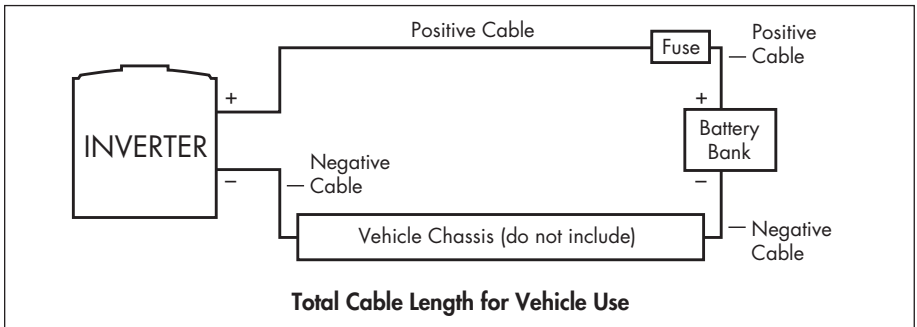 Positive Cable
Fuse
Positive
Cable
+
INVERTER
–
+
Battery
Bank
–
Negative
Cable
Vehicle Chassis (do not include)
Negative
Cable
Total Cable Length for Vehicle Use